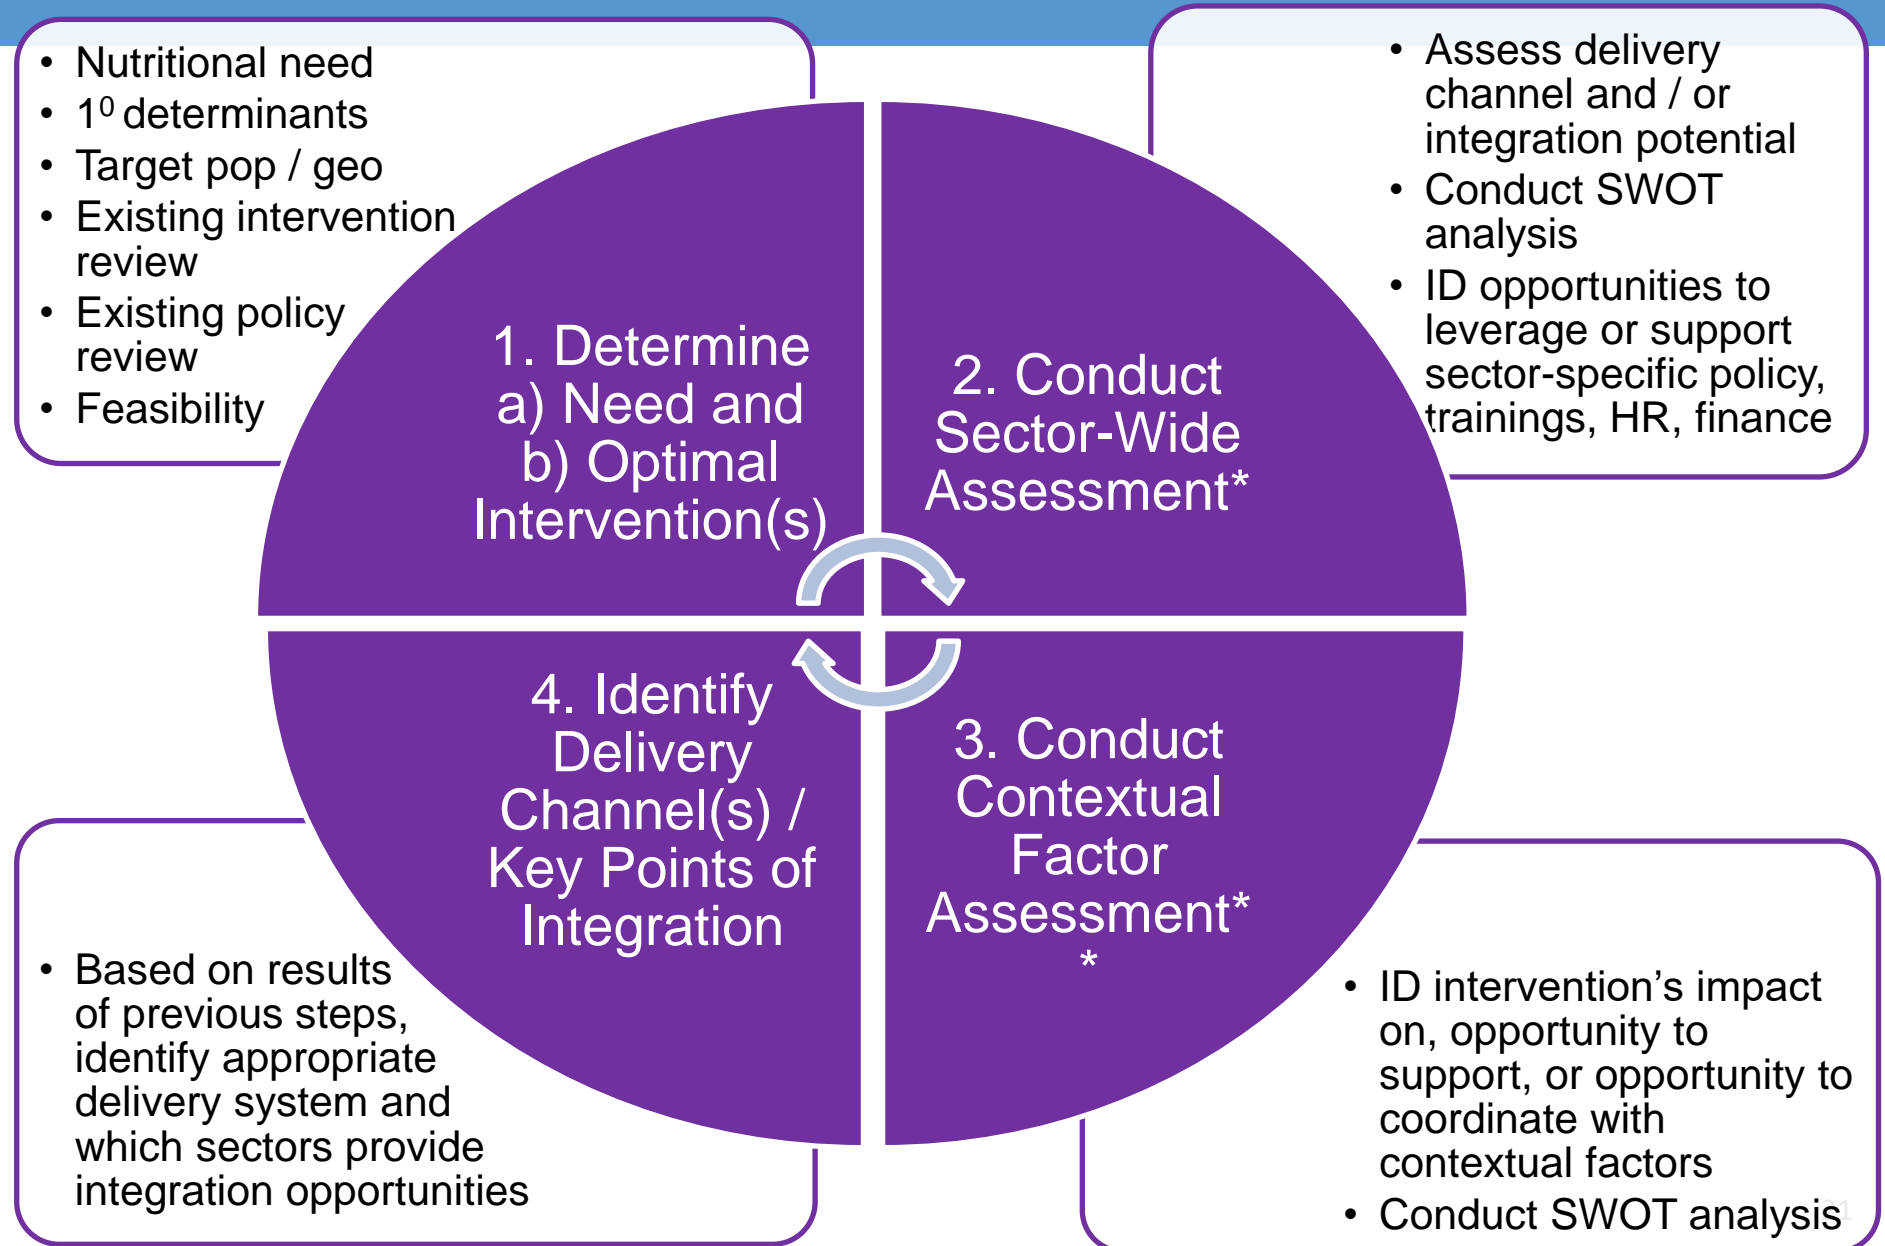 • Nutritional need
• 1⁰ determinants
• Target pop / geo
• Existing intervention
review
• Existing policy
review
• Feasibility
1. Determine
a) Need and
b) Optimal
Intervention(s)
• Assess delivery
channel and / or
integration potential
• Conduct SWOT
analysis
• ID opportunities to
leverage or support
sector-specific policy,
trainings, HR, finance
2. Conduct
Sector-Wide
Assessment*
3. Conduct
Contextual
Factor
Assessment*
*
• ID intervention’s impact
on, opportunity to
support, or opportunity to
coordinate with
contextual factors
• Conduct SWOT analysis
4. Identify
Delivery
Channel(s) /
Key Points of
Integration
• Based on results
of previous steps,
identify appropriate
delivery system and
which sectors provide
integration opportunities